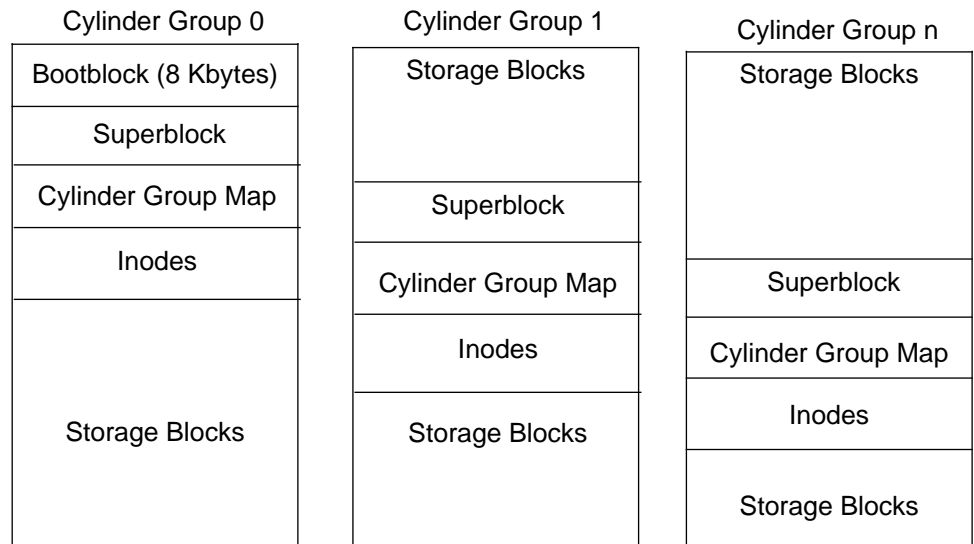 Cylinder Group 0
Bootblock (8 Kbytes)
Superblock
Cylinder Group Map
Inodes
Storage Blocks
Cylinder Group 1
Storage Blocks
Superblock
Cylinder Group Map
Inodes
Storage Blocks
Cylinder Group n
Storage Blocks
Superblock
Cylinder Group Map
Inodes
Storage Blocks